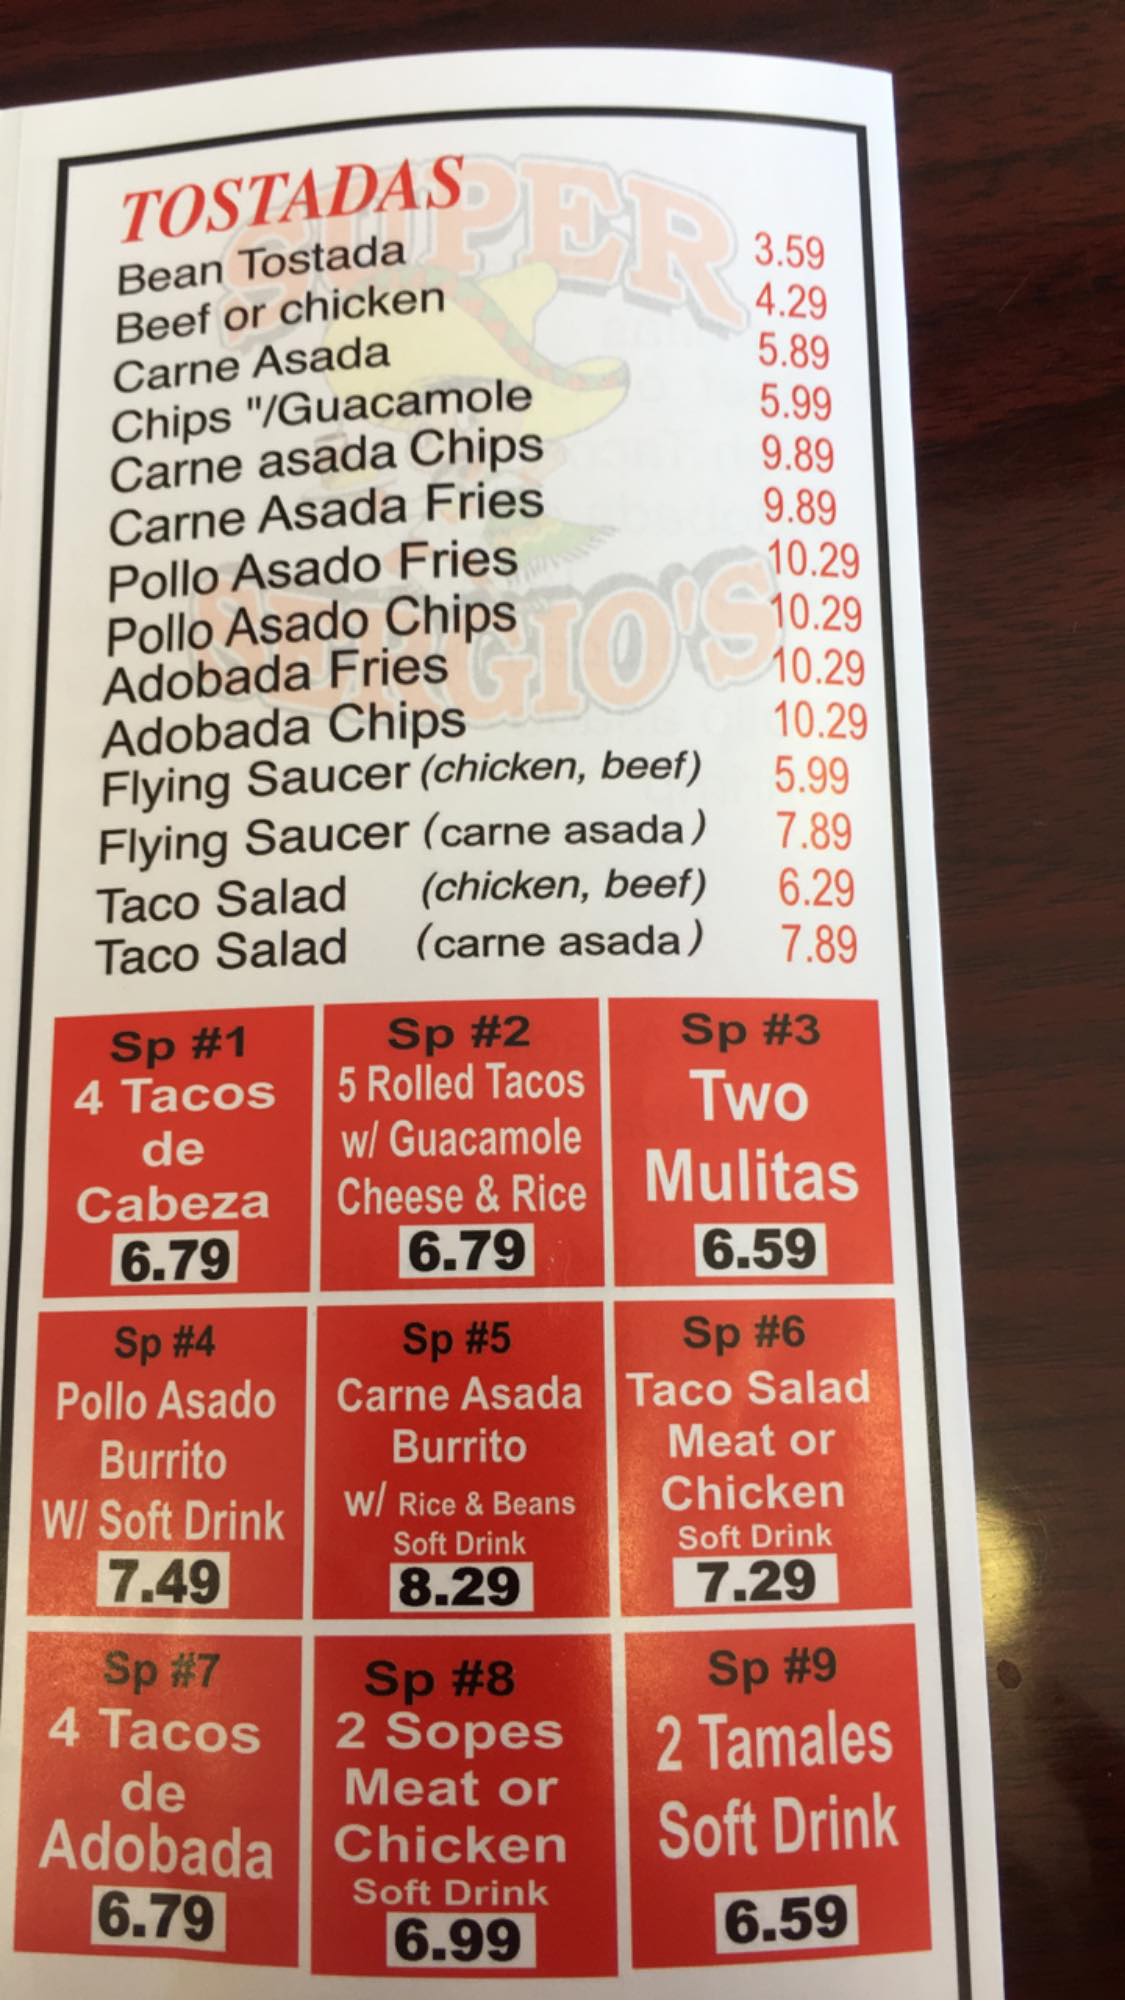 SUPER
SERGIO'S
TOSTADAS
Bean Tostada 3.59
Beef or chicken 4.29
Carne Asada 5.89
Chips "/Guacamole 5.99
Carne asada Chips 9.89
Carne Asada Fries 9.89
Pollo Asado Fries 10.29
Pollo Asado Chips 10.29
Adobada Fries 10.29
Adobada Chips 10.29
Flying Saucer (chicken, beef) 5.99
Flying Saucer (carne asada) 7.89
Taco Salad (chicken, beef) 6.29
Taco Salad (carne asada) 7.89
Sp #1
4 Tacos
de
Cabeza
6.79
Sp #2
5 Rolled Tacos
w/ Guacamole
Cheese & Rice
6.79
Sp #3
Two
Mulitas
6.59
Sp #4
Pollo Asado
Burrito
W/ Soft Drink
7.49
Sp #5
Carne Asada
Burrito
w/ Rice & Beans
Soft Drink
8.29
Sp #6
Taco Salad
Meat or
Chicken
Soft Drink
7.29
Sp #7
4 Tacos
de
Adobada
6.79
Sp #8
2 Sopes
Meat or
Chicken
Soft Drink
6.99
Sp #9
2 Tamales
Soft Drink
6.59